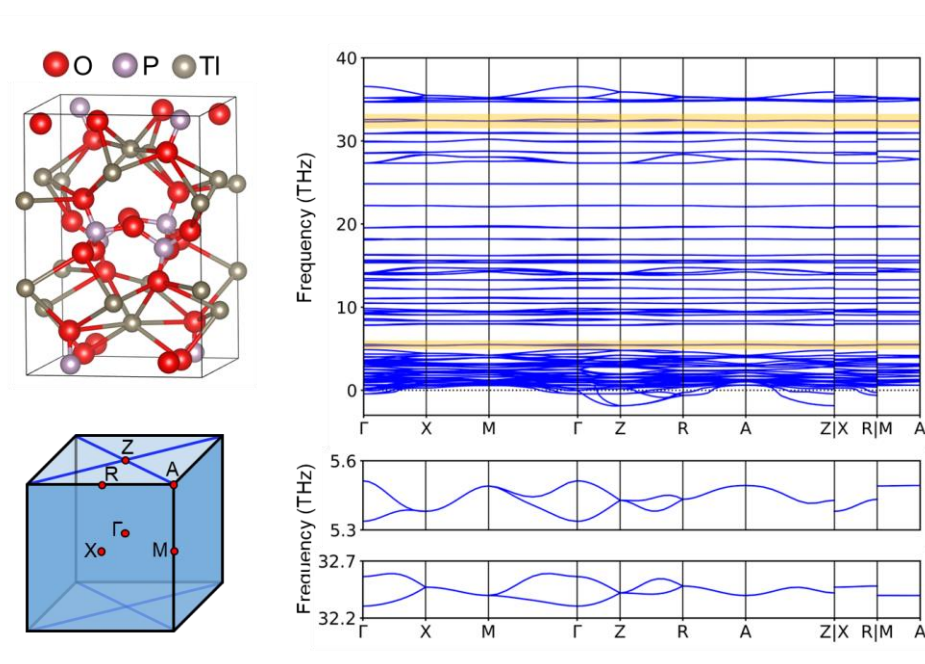 O P Tl
Frequency (THz)
40
30
20
10
0
Γ X M Γ Z R A Z|X R|M A
Z
R
A
Γ
X
M
Frequency (THz)
5.6
5.3
32.7
32.2
Γ X M Γ Z R A Z|X R|M A